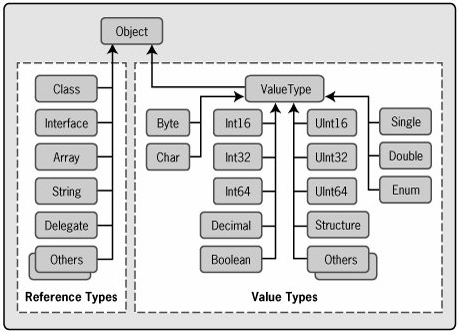 Object
Class
Interface
Array
String
Delegate
Others
Reference Types
ValueType
Byte
Char
Int16
Int32
Int64
Decimal
Boolean
UInt16
UInt32
UInt64
Structure
Others
Single
Double
Enum
Value Types